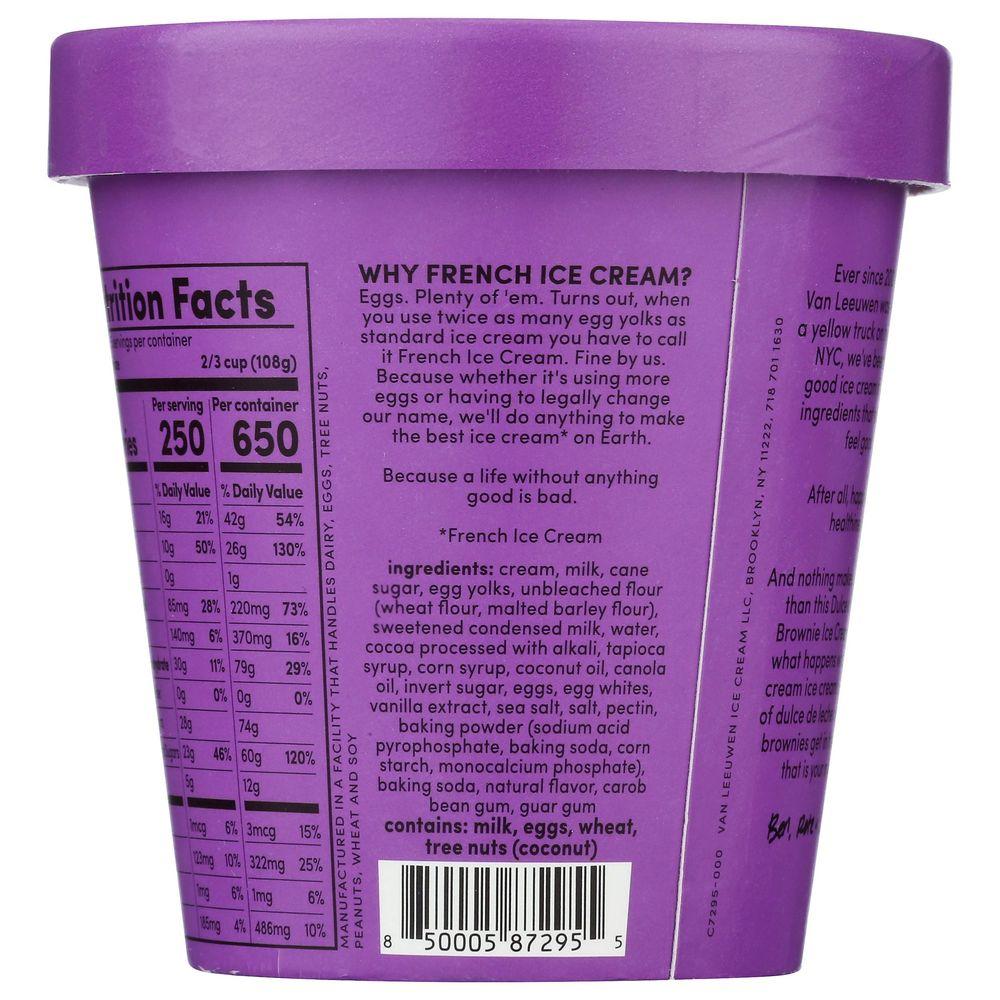 Nutrition Facts
servings per container
2/3 cup (108g)
Per serving Per container
250 650
% Daily Value % Daily Value
16g 21% 42g 54%
10g 50% 26g 130%
0g 1g
85mg 28% 220mg 73%
140mg 6% 370mg 16%
30g 11% 79g 29%
0g 0% 0g 0%
28g 74g
23g 46% 60g 120%
5g 12g
1mcg 6% 3mcg 15%
123mg 10% 322mg 25%
1mg 6% 1mg 6%
185mg 4% 486mg 10%
MANUFACTURED IN A FACILITY THAT HANDLES DAIRY, EGGS, TREE NUTS,
PEANUTS, WHEAT AND SOY
WHY FRENCH ICE CREAM?
Eggs. Plenty of 'em. Turns out, when
you use twice as many egg yolks as
standard ice cream you have to call
it French Ice Cream. Fine by us.
Because whether it's using more
eggs or having to legally change
our name, we'll do anything to make
the best ice cream* on Earth.
Because a life without anything
good is bad.
*French Ice Cream
ingredients: cream, milk, cane
sugar, egg yolks, unbleached flour
(wheat flour, malted barley flour),
sweetened condensed milk, water,
cocoa processed with alkali, tapioca
syrup, corn syrup, coconut oil, canola
oil, invert sugar, eggs, egg whites,
vanilla extract, sea salt, salt, pectin,
baking powder (sodium acid
pyrophosphate, baking soda, corn
starch, monocalcium phosphate),
baking soda, natural flavor, carob
bean gum, guar gum
contains: milk, eggs, wheat,
tree nuts (coconut)
8 50005 87295 5
C7295-000 VAN LEEUWEN ICE CREAM LLC, BROOKLYN, NY 11222, 718 701 1630
Ever since
Van Leeuwen
a yellow truck
NYC, we've
good ice cream
ingredients
feel
After all,
And nothing
than this
Brownie Ice
what happens
cream ice cream
of dulce de leche
brownies get
that is your
Ben, Pete